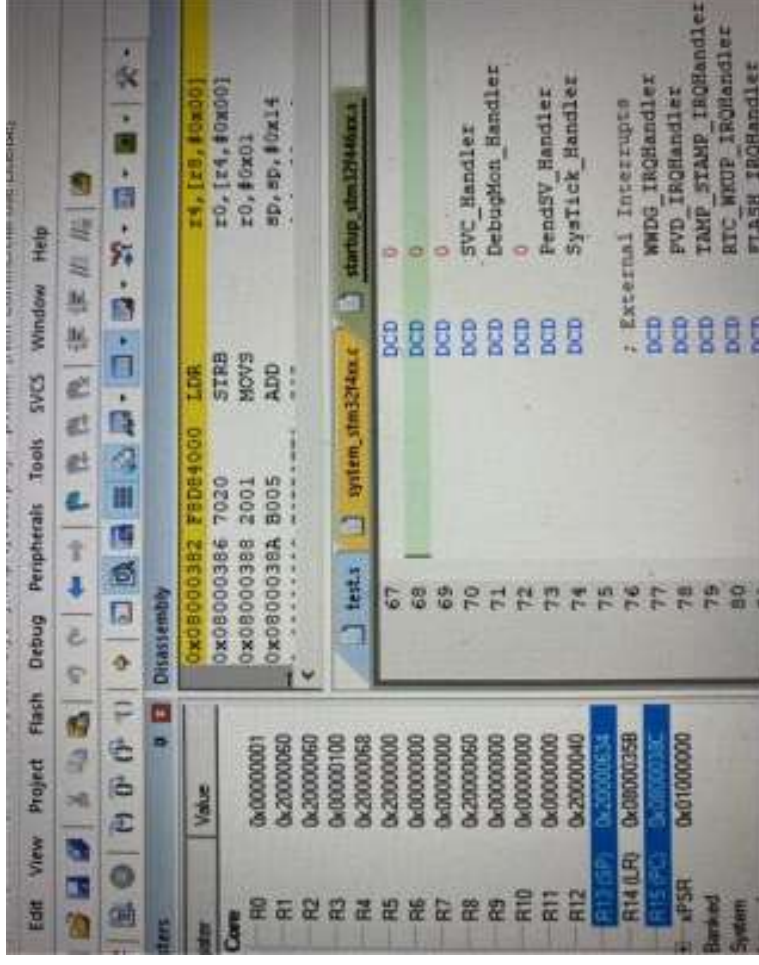 Edit View Project Flash Debug Peripherals Tools SVCS Window Help
Disassembly
Value
Core
R0 0x00000001
R1 0x20000060
R2 0x20000060
R3 0x00000100
R4 0x20000068
R5 0x20000000
R6 0x00000000
R7 0x00000000
R8 0x20000060
R9 0x00000000
R10 0x00000000
R11 0x00000000
R12 0x20000040
R13 (SP) 0x20000634
R14 (LR) 0x0800035B
R15 (PC)
xPSR 0x01000000
Banked
System
0x08000382 F8D84000 LDR r4,[r8,#0x00]
0x08000386 7020 STRB r0,[r4,#0x00]
0x08000388 2001 MOVS r0,#0x01
0x0800038A B005 ADD sp,sp,#0x14
test.s system_stm32f4xx.c startup_stm32f446xx.s
67 DCD 0
68 DCD 0
69 DCD 0
70 DCD SVC_Handler
71 DCD DebugMon_Handler
72 DCD 0
73 DCD PendSV_Handler
74 DCD SysTick_Handler
75
76 ; External Interrupts
77 DCD WWDG_IRQHandler
78 DCD PVD_IRQHandler
79 DCD TAMP_STAMP_IRQHandler
80 DCD RTC_WKUP_IRQHandler
DCD FLASH_IRQHandler